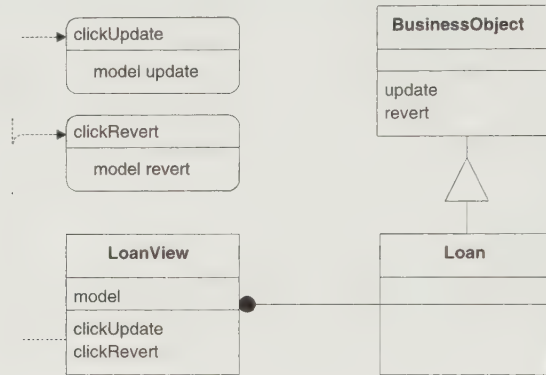 clickUpdate
model update
clickRevert
model revert
BusinessObject
update
revert
LoanView
model
clickUpdate
clickRevert
Loan